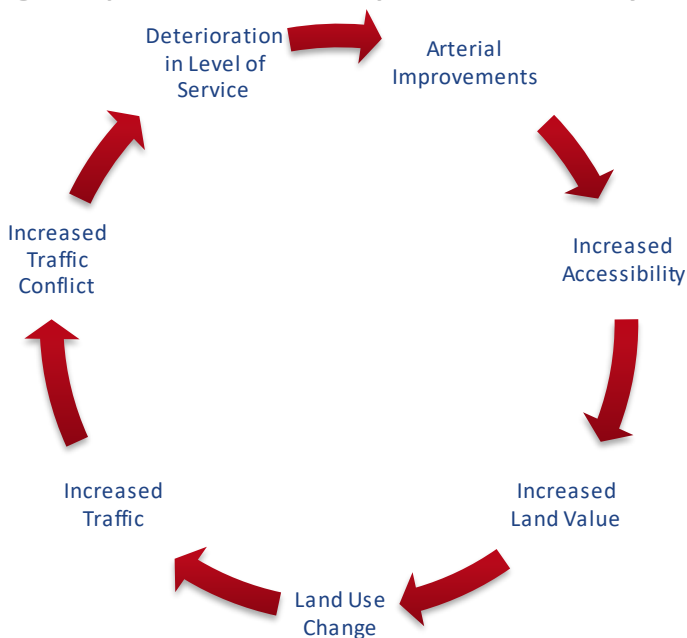 Deterioration
in Level of
Service
Arterial
Improvements
Increased
Accessibility
Increased
Land Value
Land Use
Change
Increased
Traffic
Increased
Traffic
Conflict